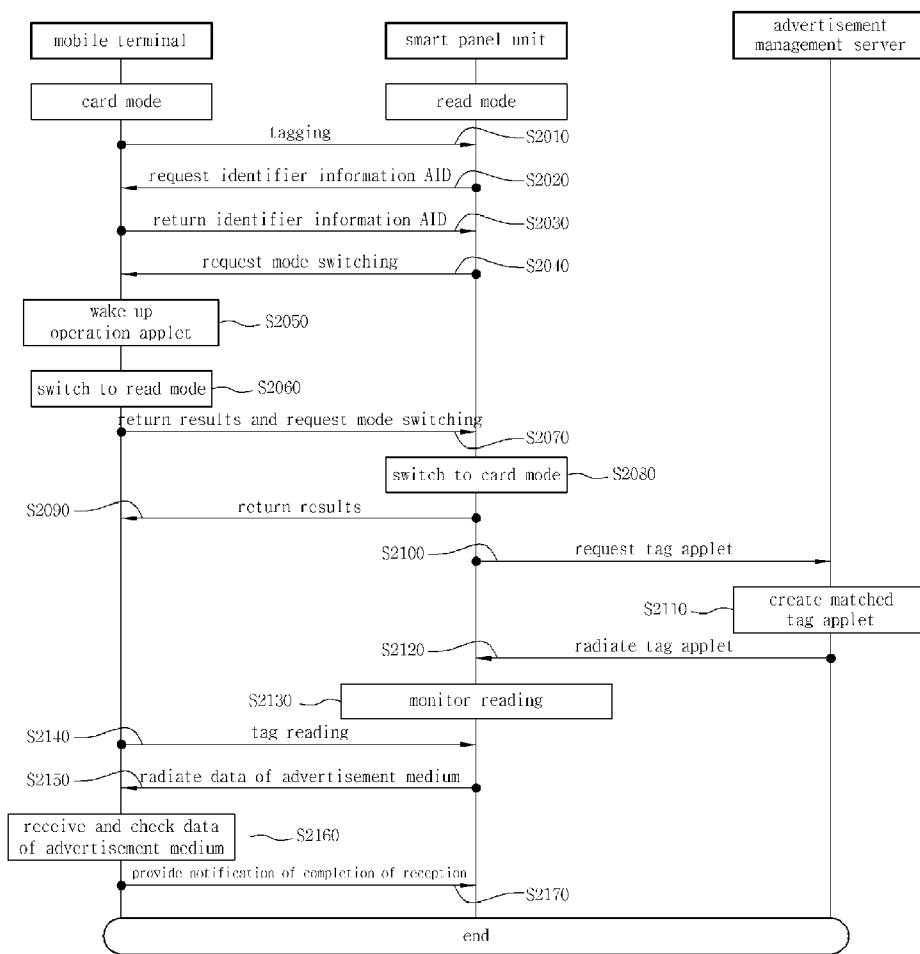 mobile terminal
smart panel unit
advertisement
management server
card mode
read mode
tagging
S2010
request identifier information AID
S2020
return identifier information AID
S2030
request mode switching
S2040
wake up
operation applet
S2050
switch to read mode
S2060
return results and request mode switching
S2070
switch to card mode
S2080
S2090
return results
S2100
request tag applet
S2110
create matched
tag applet
S2120
radiate tag applet
S2130
monitor reading
S2140
tag reading
S2150
radiate data of advertisement medium
receive and check data
of advertisement medium
S2160
provide notification of completion of reception
S2170
end